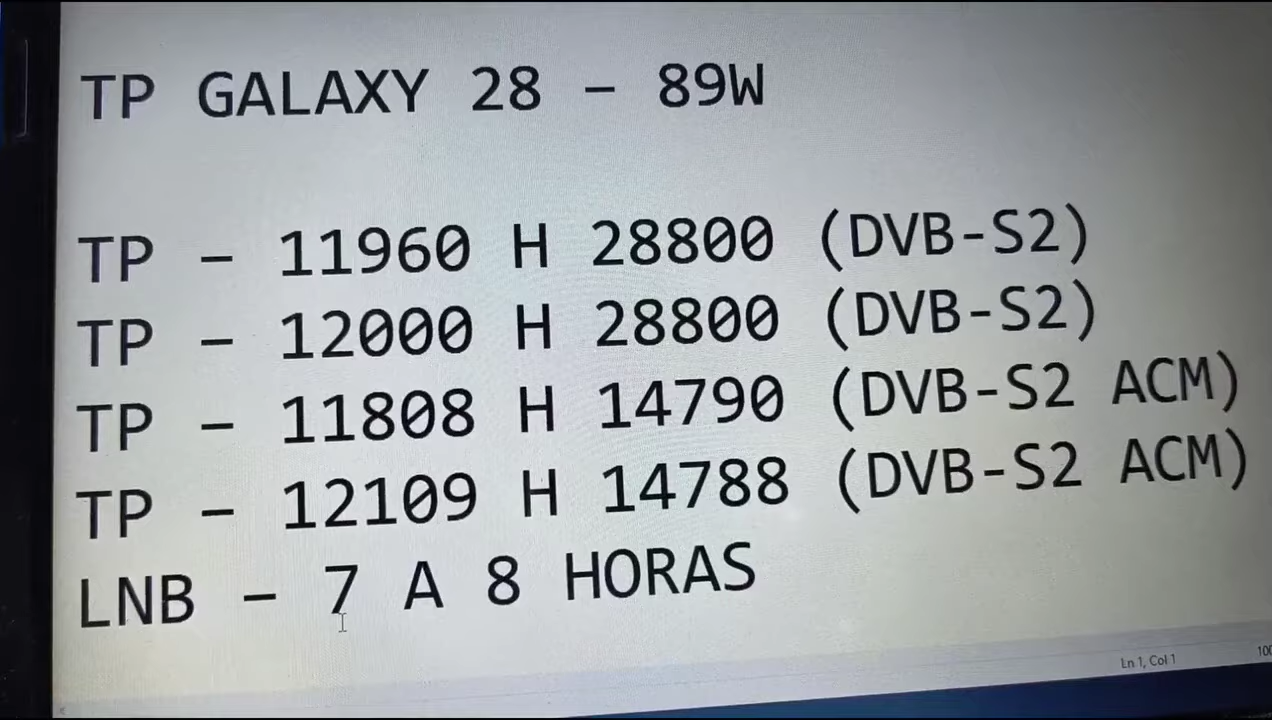 TP GALAXY 28 - 89W
TP - 11960 H 28800 (DVB-S2)
TP - 12000 H 28800 (DVB-S2)
TP - 11808 H 14790 (DVB-S2 ACM)
TP - 12109 H 14788 (DVB-S2 ACM)
LNB - 7 A 8 HORAS
Ln 1, Col 1
100